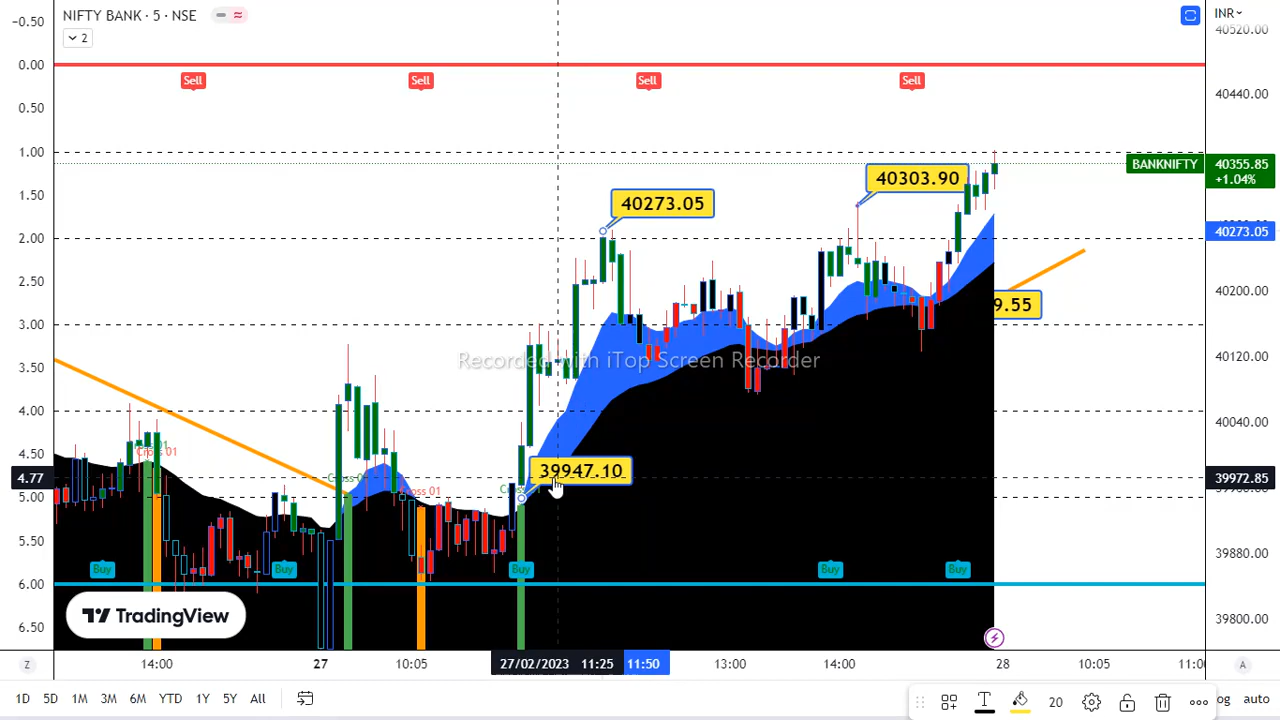 NIFTY BANK · 5 · NSE
2
−0.50
0.00
0.50
1.00
1.50
2.00
2.50
3.00
3.50
4.00
4.50
4.77
5.00
5.50
6.00
6.50
INR
40520.00
40440.00
BANKNIFTY
40355.85
+1.04%
40273.05
40200.00
40120.00
40040.00
39972.85
39880.00
39800.00
Sell
Sell
Sell
Sell
40273.05
40303.90
9.55
39947.10
Recorded with iTop Screen Recorder
Cross 01
Cross 01
Buy
Buy
Buy
Buy
Buy
TradingView
Z
14:00
27
10:05
27/02/2023 11:25
11:50
13:00
14:00
28
10:05
11:0
A
1D
5D
1M
3M
6M
YTD
1Y
5Y
All
T
20
og
auto